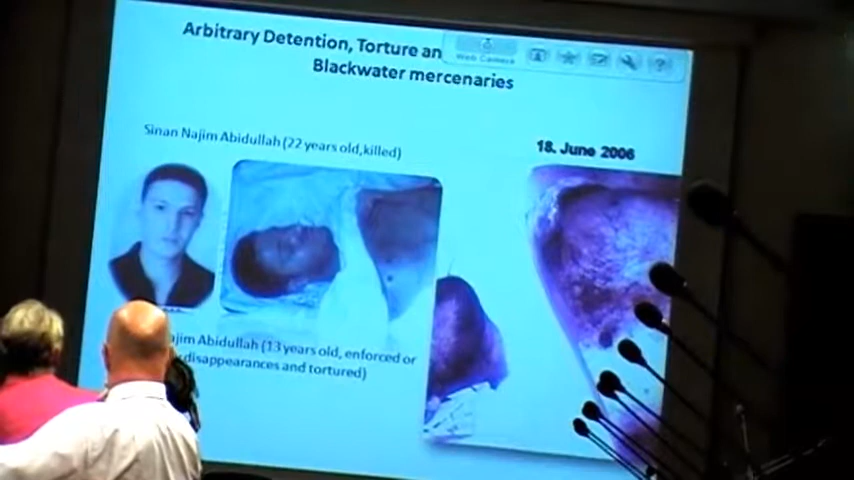 Arbitrary Detention, Torture an
Blackwater mercenaries
Web Camera
Sinan Najim Abidullah (22 years old, killed)
18. June 2006
ajim Abidullah (13 years old, enforced or
disappearances and tortured)